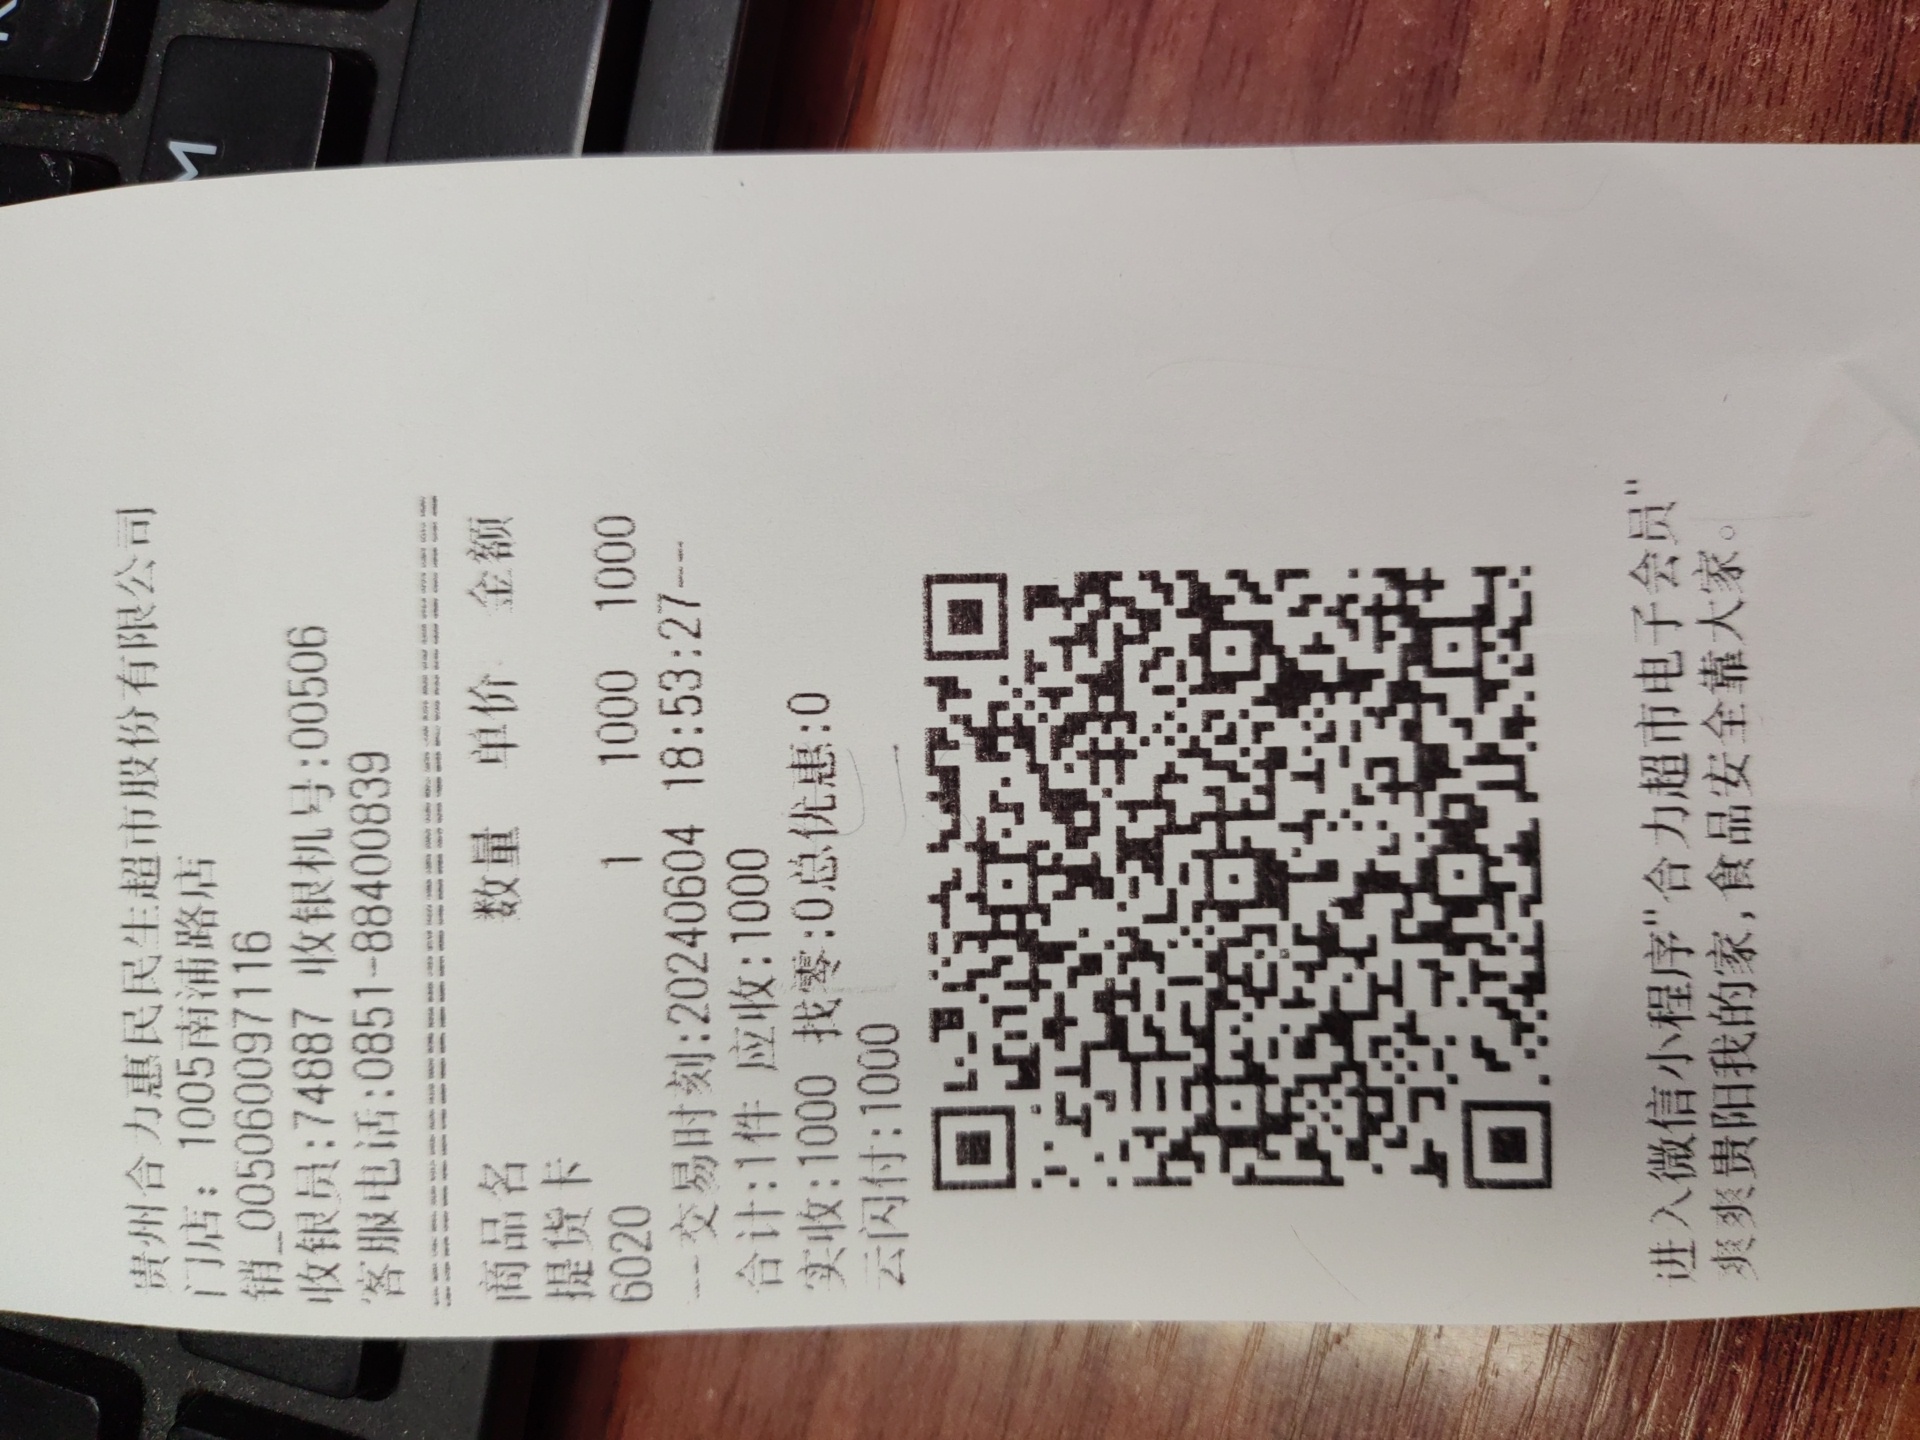 贵州合力惠民民生超市股份有限公司
门店: 1005南浦路店
销_005060097116
收银员:74887 收银机号:00506
客服电话:0851-88400839
商品名 数量 单价 金额
提货卡
6020 1 1000 1000
--交易时刻:20240604 18:53:27--
合计:1件 应收:1000
实收:1000 找零:0总优惠:0
云闪付:1000
进入微信小程序"合力超市电子会员"
爽爽贵阳我的家,食品安全靠大家。
M